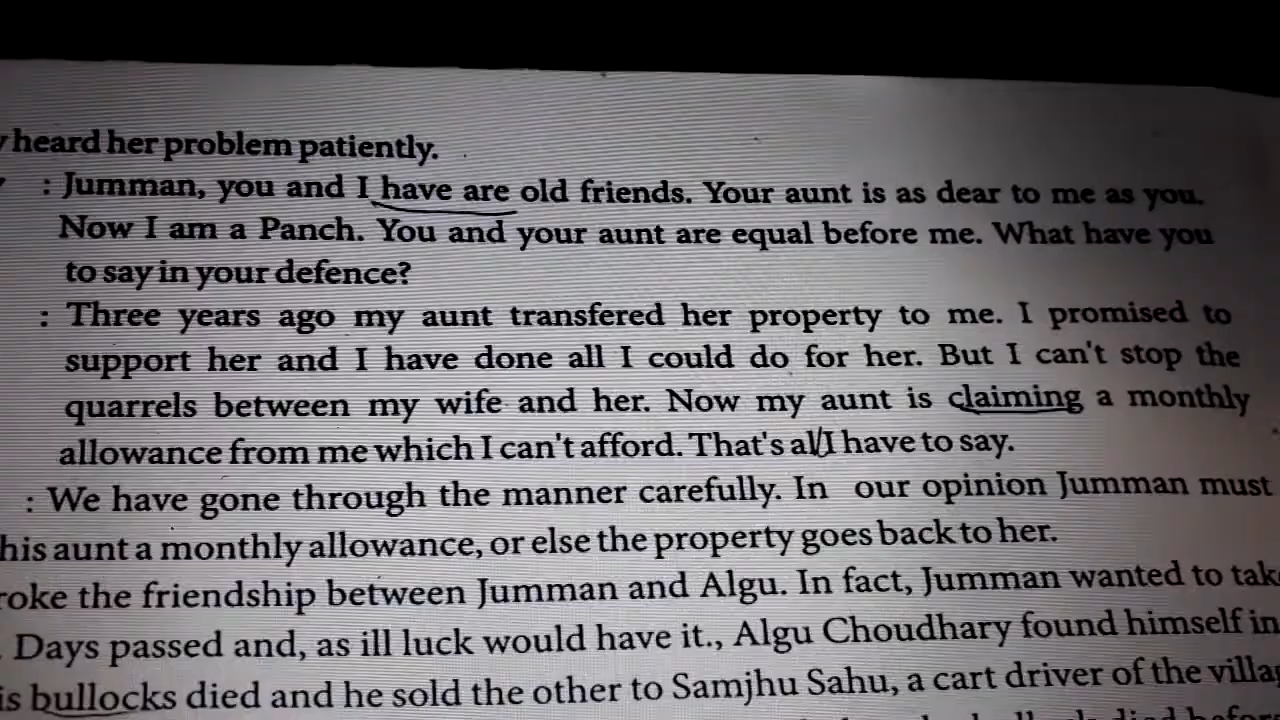 heard her problem patiently.
: Jumman, you and I have are old friends. Your aunt is as dear to me as you.
Now I am a Panch. You and your aunt are equal before me. What have you
to say in your defence?
: Three years ago my aunt transfered her property to me. I promised to
support her and I have done all I could do for her. But I can't stop the
quarrels between my wife and her. Now my aunt is claiming a monthly
allowance from me which I can't afford. That's all I have to say.
: We have gone through the manner carefully. In our opinion Jumman must
his aunt a monthly allowance, or else the property goes back to her.
roke the friendship between Jumman and Algu. In fact, Jumman wanted to take
. Days passed and, as ill luck would have it., Algu Choudhary found himself in
is bullocks died and he sold the other to Samjhu Sahu, a cart driver of the